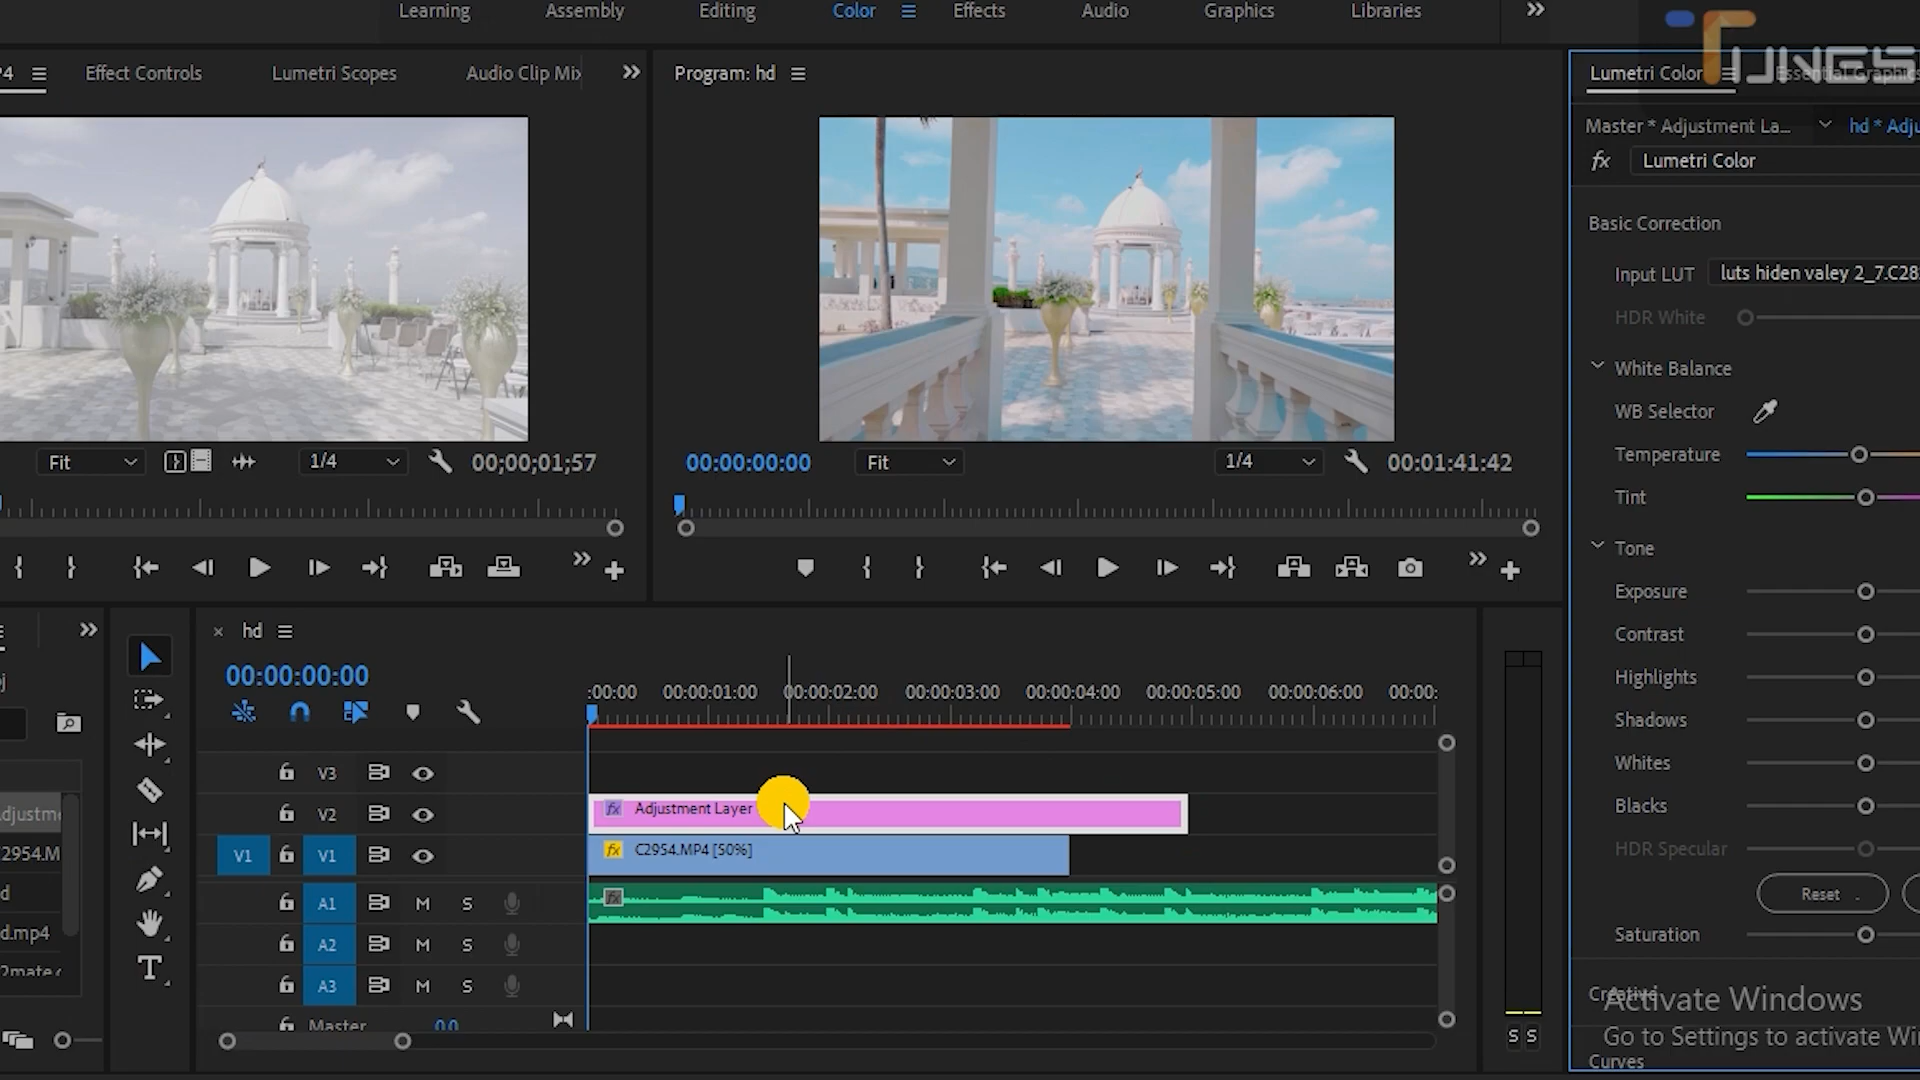 Learning Assembly Editing Color Effects Audio Graphics Libraries
P4 Effect Controls Lumetri Scopes Audio Clip Mix
Program: hd
Lumetri Color Essential Graphics
TUNES
Master * Adjustment La... hd * Adju
fx Lumetri Color
Basic Correction
Input LUT luts hiden valey 2_7.C28
HDR White
White Balance
WB Selector
Temperature
Tint
Tone
Exposure
Contrast
Highlights
Shadows
Whites
Blacks
HDR Specular
Reset
Saturation
Creative
Activate Windows
Go to Settings to activate Wi
Curves
Fit 1/4 00;00;01;57
00:00:00:00 Fit 1/4 00:01:41:42
hd
00:00:00:00
:00:00 00:00:01:00 00:00:02:00 00:00:03:00 00:00:04:00 00:00:05:00 00:00:06:00 00:00:
V3
V2 fx Adjustment Layer
V1 V1 fx C2954.MP4 [50%]
A1 M S fx
A2 M S
A3 M S
Master 0.0
S S
djustme
2954.M
d
d.mp4
2mate.c